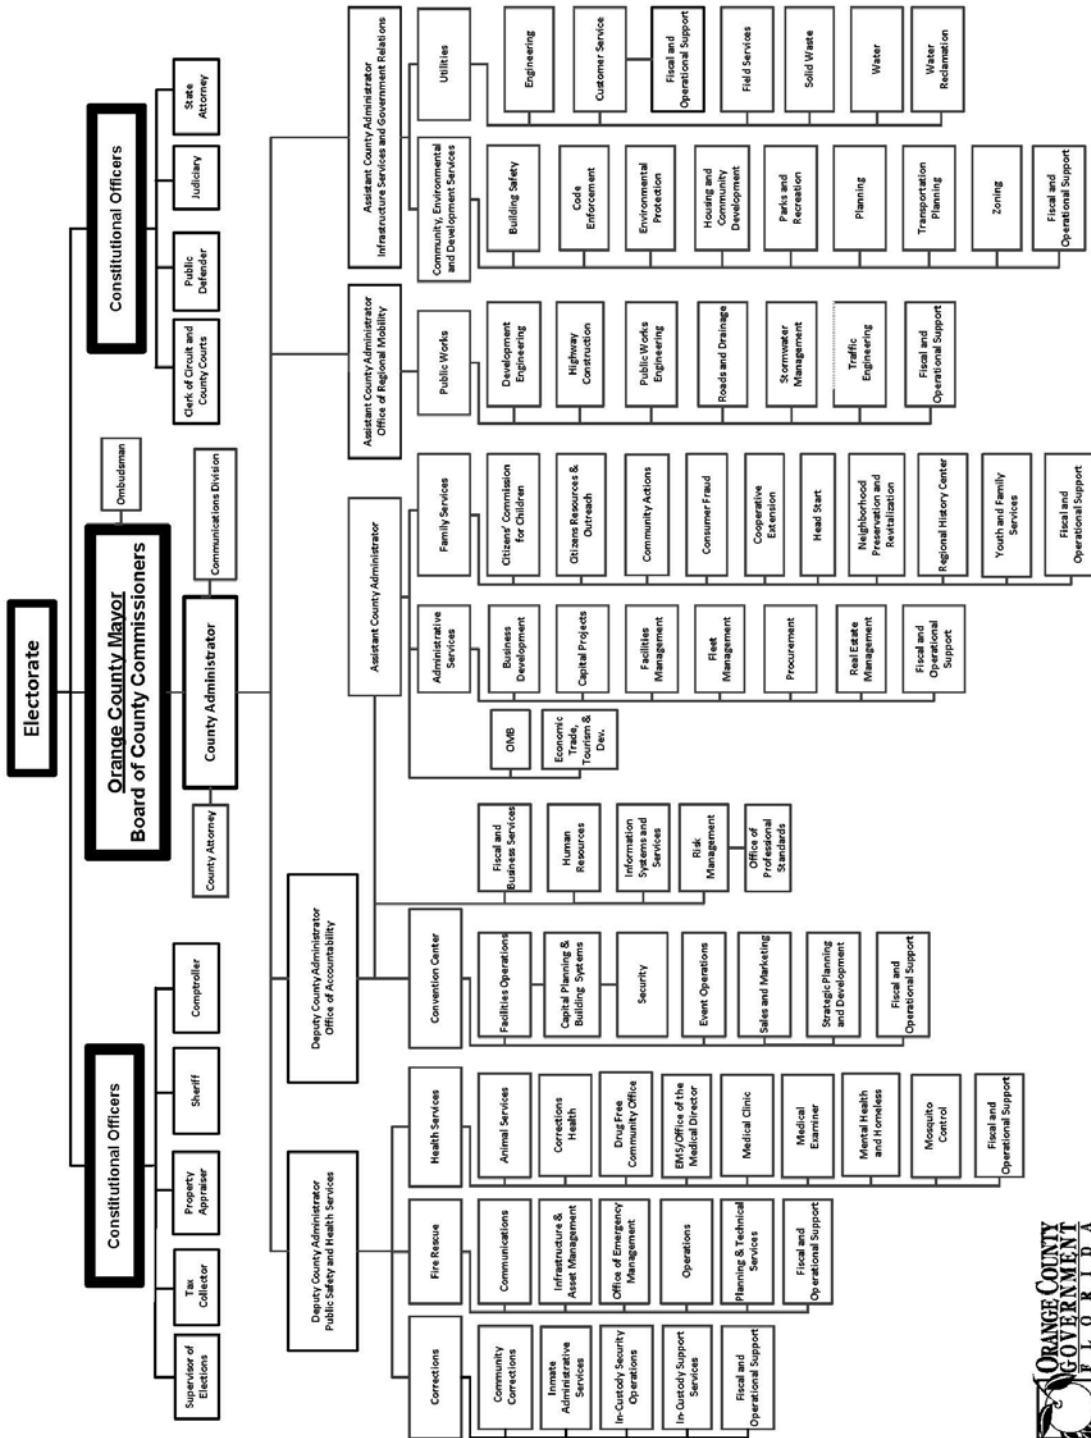 Electorate
Constitutional Officers
Supervisor of
Elections
Tax
Collector
Property
Appraiser
Sheriff
Comptroller
Orange County Mayor
Board of County Commissioners
Ombudsman
Constitutional Officers
Clerk of Circuit and
County Courts
Public
Defender
Judiciary
State
Attorney
County Attorney
County Administrator
Communications Division
Deputy County Administrator
Public Safety and Health Services
Deputy County Administrator
Office of Accountability
Assistant County Administrator
Assistant County Administrator
Office of Regional Mobility
Assistant County Administrator
Infrastructure Services and Government Relations
Corrections
Community
Corrections
Inmate
Administrative
Services
In-Custody Security
Operations
In-Custody Support
Services
Fiscal and
Operational Support
Fire Rescue
Communications
Infrastructure &
Asset Management
Office of Emergency
Management
Operations
Planning & Technical
Services
Fiscal and
Operational Support
Health Services
Animal Services
Corrections
Health
Drug Free
Community Office
EMS/Office of the
Medical Director
Medical Clinic
Medical
Examiner
Mental Health
and Homeless
Mosquito
Control
Fiscal and
Operational Support
Convention Center
Facilities Operations
Capital Planning &
Building Systems
Security
Event Operations
Sales and Marketing
Strategic Planning
and Development
Fiscal and
Operational Support
Fiscal and
Business Services
Human
Resources
Information
Systems and
Services
Risk
Management
Office of
Professional
Standards
OMB
Economic
Trade,
Tourism &
Dev.
Administrative
Services
Business
Development
Capital Projects
Facilities
Management
Fleet
Management
Procurement
Real Estate
Management
Fiscal and
Operational
Support
Family Services
Citizens' Commission
for Children
Citizens Resources &
Outreach
Community Actions
Consumer Fraud
Cooperative
Extension
Head Start
Neighborhood
Preservation and
Revitalization
Regional History Center
Youth and Family
Services
Fiscal and
Operational Support
Public Works
Development
Engineering
Highway
Construction
Public Works
Engineering
Roads and Drainage
Stormwater
Management
Traffic
Engineering
Fiscal and
Operational Support
Community, Environmental
and Development Services
Building Safety
Code
Enforcement
Environmental
Protection
Housing and
Community
Development
Parks and
Recreation
Planning
Transportation
Planning
Zoning
Fiscal and
Operational Support
Utilities
Engineering
Customer Service
Fiscal and
Operational Support
Field Services
Solid Waste
Water
Water
Reclamation
ORANGE COUNTY
GOVERNMENT
FLORIDA